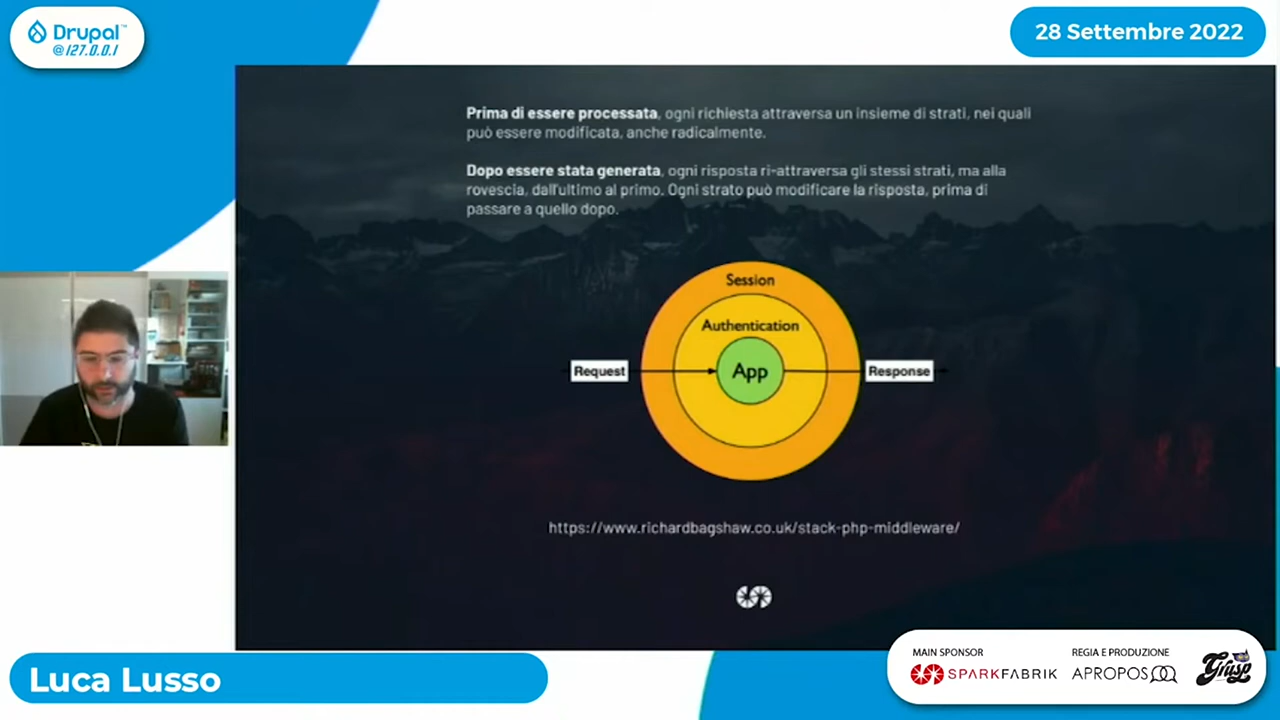 Drupal™
@127.0.0.1
28 Settembre 2022
Prima di essere processata, ogni richiesta attraversa un insieme di strati, nei quali
può essere modificata, anche radicalmente.
Dopo essere stata generata, ogni risposta ri-attraversa gli stessi strati, ma alla
rovescia, dall'ultimo al primo. Ogni strato può modificare la risposta, prima di
passare a quello dopo.
Session
Authentication
Request
App
Response
https://www.richardbagshaw.co.uk/stack-php-middleware/
Luca Lusso
MAIN SPONSOR
SPARKFABRIK
REGIA E PRODUZIONE
APROPOS
Grusp